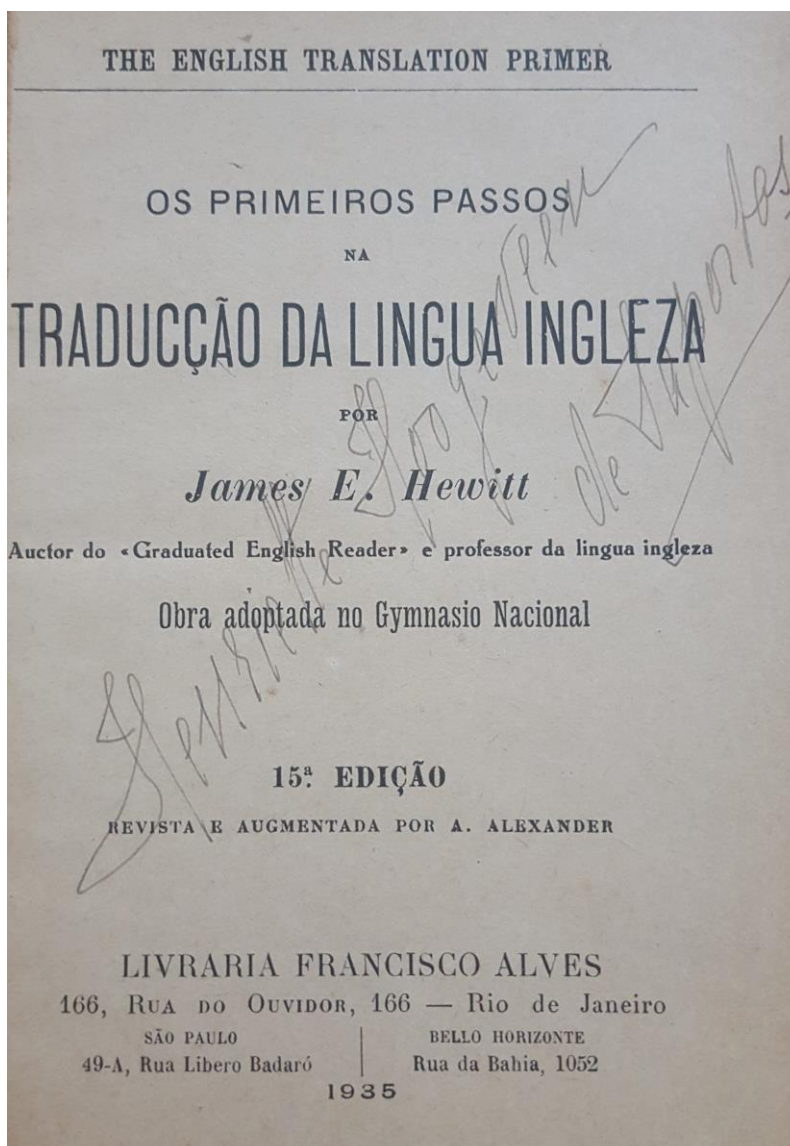 THE ENGLISH TRANSLATION PRIMER
OS PRIMEIROS PASSOS
NA
TRADUCÇÃO DA LINGUA INGLEZA
POR
James E. Hewitt
Auctor do «Graduated English Reader» e professor da lingua ingleza
Obra adoptada no Gymnasio Nacional
15ª EDIÇÃO
REVISTA E AUGMENTADA POR A. ALEXANDER
LIVRARIA FRANCISCO ALVES
166, RUA DO OUVIDOR, 166 — Rio de Janeiro
SÃO PAULO
49-A, Rua Libero Badaró
BELLO HORIZONTE
Rua da Bahia, 1052
1935